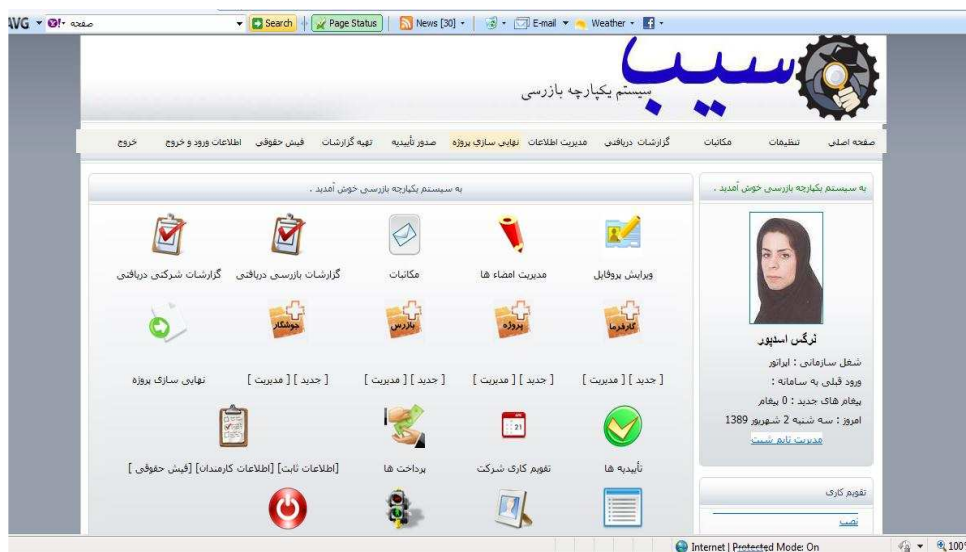 AVG
صفحه
Search
Page Status
News [30]
E-mail
Weather
سیب
سیستم یکپارچه بازرسی
صفحه اصلی تنظیمات مکاتبات گزارشات دریافتی مدیریت اطلاعات نهایی سازی پروژه صدور تأییدیه تهیه گزارشات فیش حقوقی اطلاعات ورود و خروج خروج
به سیستم یکپارچه بازرسی خوش آمدید .
نرگس اسدپور
شغل سازمانی : اپراتور
ورود قبلی به سامانه :
پیغام های جدید : 0 پیغام
امروز : سه شنبه 2 شهریور 1389
مدیریت تایم شیت
تقویم کاری
نصب
به سیستم یکپارچه بازرسی خوش آمدید .
ویرایش پروفایل مدیریت امضاء ها مکاتبات گزارشات بازرسی دریافتی گزارشات شرکتی دریافتی
کارفرما پروژه بازرس جوشکار
[ جدید ] [ مدیریت ] [ جدید ] [ مدیریت ] [ جدید ] [ مدیریت ] [ جدید ] [ مدیریت ] نهایی سازی پروژه
21
تأییدیه ها تقویم کاری شرکت پرداخت ها [اطلاعات ثابت] [اطلاعات کارمندان] [فیش حقوقی ]
Internet | Protected Mode: On
100%